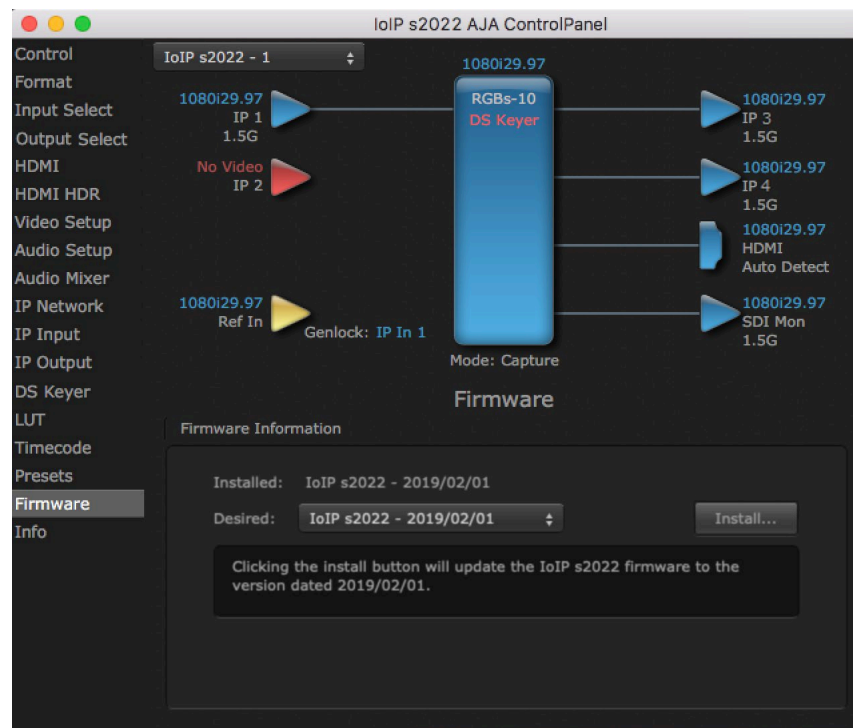 IoIP s2022 AJA ControlPanel
Control
Format
Input Select
Output Select
HDMI
HDMI HDR
Video Setup
Audio Setup
Audio Mixer
IP Network
IP Input
IP Output
DS Keyer
LUT
Timecode
Presets
Firmware
Info
IoIP s2022 - 1
1080i29.97
1080i29.97
IP 1
1.5G
No Video
IP 2
1080i29.97
Ref In
Genlock: IP In 1
RGBs-10
DS Keyer
Mode: Capture
1080i29.97
IP 3
1.5G
1080i29.97
IP 4
1.5G
1080i29.97
HDMI
Auto Detect
1080i29.97
SDI Mon
1.5G
Firmware
Firmware Information
Installed: IoIP s2022 - 2019/02/01
Desired: IoIP s2022 - 2019/02/01
Install...
Clicking the install button will update the IoIP s2022 firmware to the
version dated 2019/02/01.